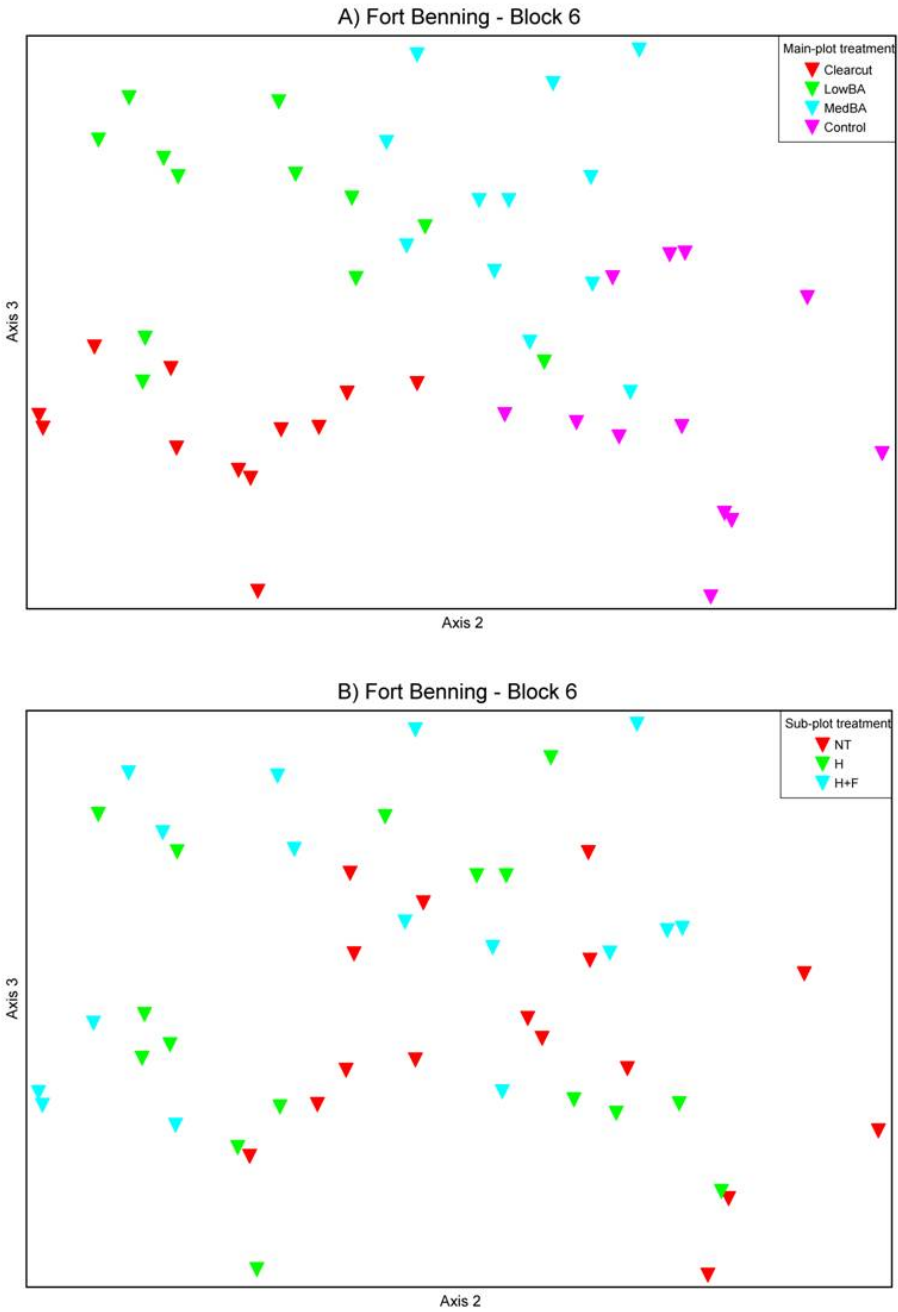 A) Fort Benning - Block 6
Main-plot treatment
Clearcut
LowBA
MedBA
Control
Axis 3
Axis 2
B) Fort Benning - Block 6
Sub-plot treatment
NT
H
H+F
Axis 3
Axis 2